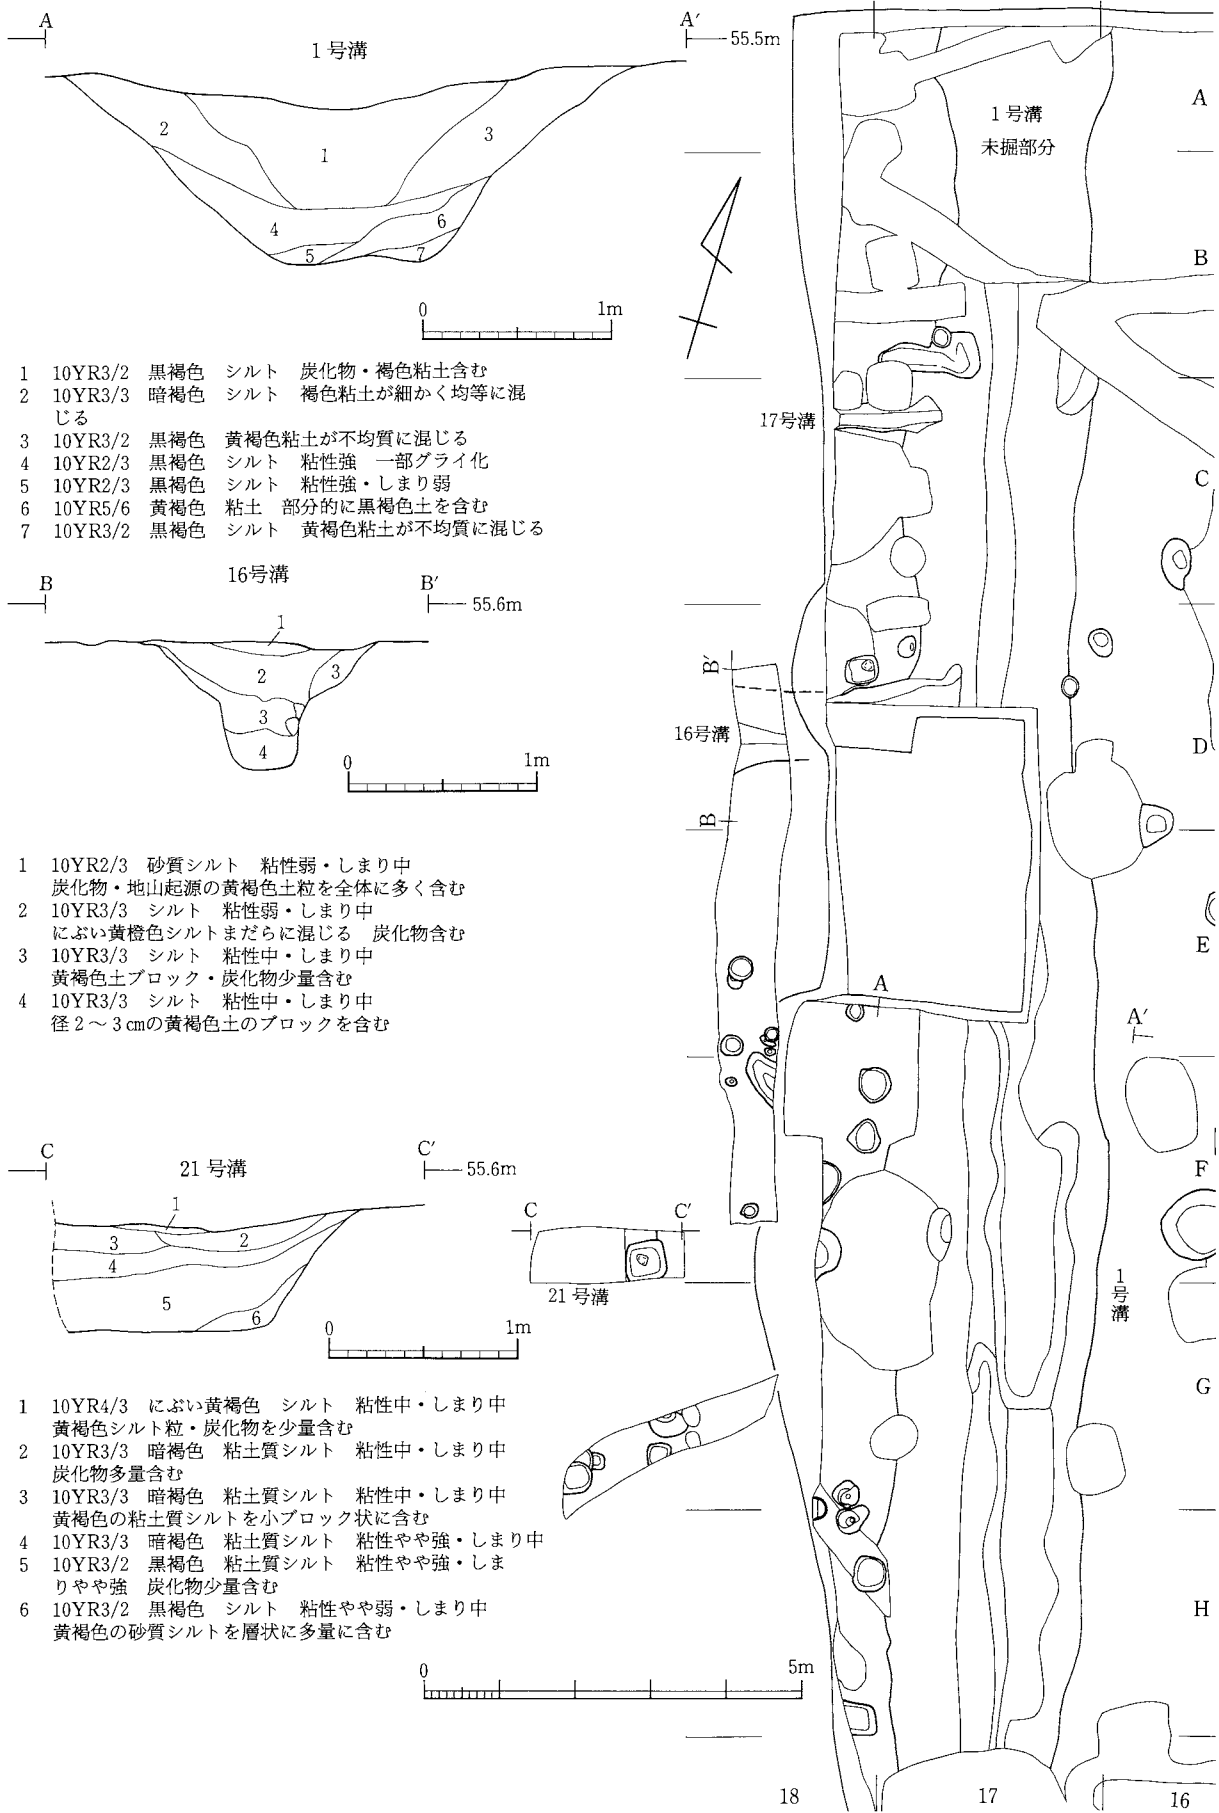 A
A′
1号溝
55.5m
2
1
3
4
5
6
7
0
1m
1 10YR3/2 黒褐色 シルト 炭化物・褐色粘土含む
2 10YR3/3 暗褐色 シルト 褐色粘土が細かく均等に混
じる
3 10YR3/2 黒褐色 黄褐色粘土が不均質に混じる
4 10YR2/3 黒褐色 シルト 粘性強 一部グライ化
5 10YR2/3 黒褐色 シルト 粘性強・しまり弱
6 10YR5/6 黄褐色 粘土 部分的に黒褐色土を含む
7 10YR3/2 黒褐色 シルト 黄褐色粘土が不均質に混じる
B
16号溝
B′
55.6m
1
2
3
3
4
0
1m
1 10YR2/3 砂質シルト 粘性弱・しまり中
炭化物・地山起源の黄褐色土粒を全体に多く含む
2 10YR3/3 シルト 粘性弱・しまり中
にぶい黄橙色シルトまだらに混じる 炭化物含む
3 10YR3/3 シルト 粘性中・しまり中
黄褐色土ブロック・炭化物少量含む
4 10YR3/3 シルト 粘性中・しまり中
径2～3㎝の黄褐色土のブロックを含む
C
21号溝
C′
55.6m
1
3
2
4
5
6
0
1m
1 10YR4/3 にぶい黄褐色 シルト 粘性中・しまり中
黄褐色シルト粒・炭化物を少量含む
2 10YR3/3 暗褐色 粘土質シルト 粘性中・しまり中
炭化物多量含む
3 10YR3/3 暗褐色 粘土質シルト 粘性中・しまり中
黄褐色の粘土質シルトを小ブロック状に含む
4 10YR3/3 暗褐色 粘土質シルト 粘性やや強・しまり中
5 10YR3/2 黒褐色 粘土質シルト 粘性やや強・しま
りやや強 炭化物少量含む
6 10YR3/2 黒褐色 シルト 粘性やや弱・しまり中
黄褐色の砂質シルトを層状に多量に含む
0
5m
1号溝
未掘部分
A
B
17号溝
C
B′
16号溝
D
B
E
A
A′
F
C
C′
21号溝
1号溝
G
H
18
17
16